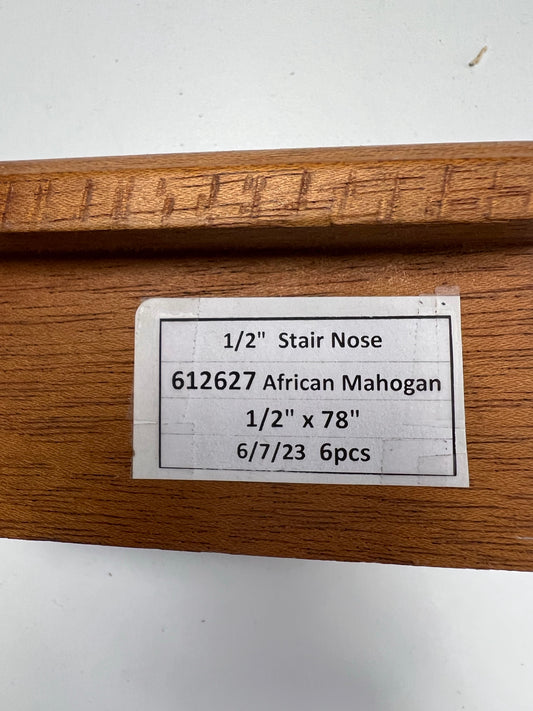 1/2" Stair Nose
612627 African Mahogan
1/2" x 78"
6/7/23 6pcs